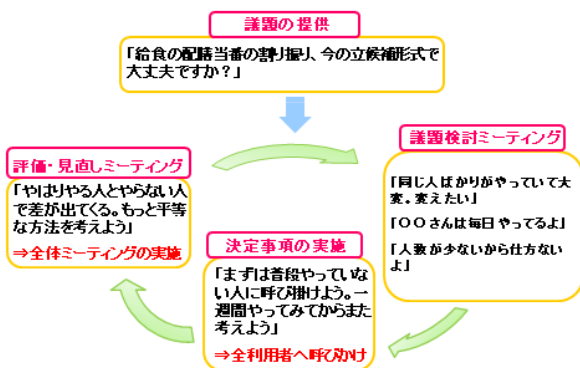 議題の提供
「給食の配膳当番の割り振り、今の立候補形式で
大丈夫ですか？」
議題検討ミーティング
「同じ人ばかりがやっていて大
変。変えたい」
「〇〇さんは毎日やってるよ」
「人数が少ないから仕方ない
よ」
決定事項の実施
「まずは普段やっていな
い人に呼び掛けよう。一
週間やってみてからまた
考えよう」
⇒全利用者へ呼びかけ
評価・見直しミーティング
「やはりやる人とやらない人
で差が出てくる。もっと平等
な方法を考えよう」
⇒全体ミーティングの実施